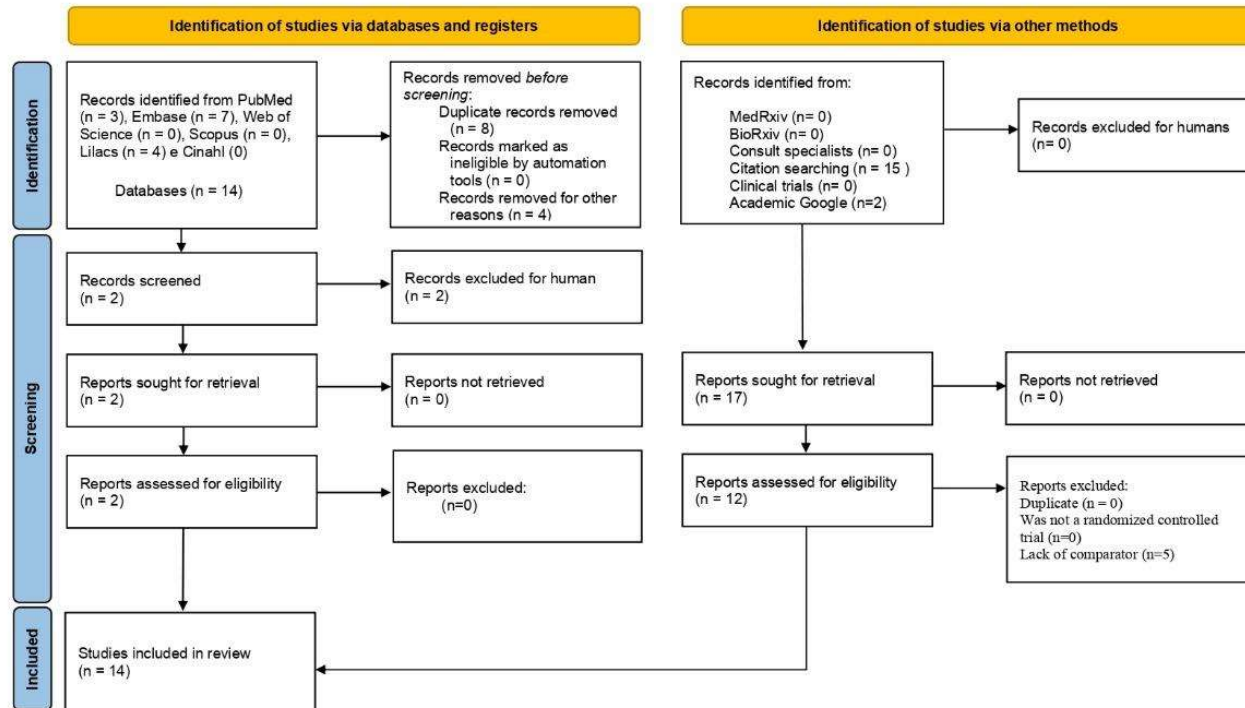 Identification of studies via databases and registers
Identification of studies via other methods
Identification
Records identified from PubMed
(n = 3), Embase (n = 7), Web of
Science (n = 0), Scopus (n = 0),
Lilacs (n = 4) e Cinahl (0)
Databases (n = 14)
Records removed before
screening:
Duplicate records removed
(n = 8)
Records marked as
ineligible by automation
tools (n = 0)
Records removed for other
reasons (n = 4)
Records identified from:
MedRxiv (n= 0)
BioRxiv (n= 0)
Consult specialists (n= 0)
Citation searching (n = 15 )
Clinical trials (n= 0)
Academic Google (n=2)
Records excluded for humans
(n= 0)
Screening
Records screened
(n = 2)
Records excluded for human
(n = 2)
Reports sought for retrieval
(n = 2)
Reports not retrieved
(n = 0)
Reports sought for retrieval
(n = 17)
Reports not retrieved
(n = 0)
Reports assessed for eligibility
(n = 2)
Reports excluded:
(n=0)
Reports assessed for eligibility
(n = 12)
Reports excluded:
Duplicate (n = 0)
Was not a randomized controlled
trial (n=0)
Lack of comparator (n=5)
Included
Studies included in review
(n = 14)